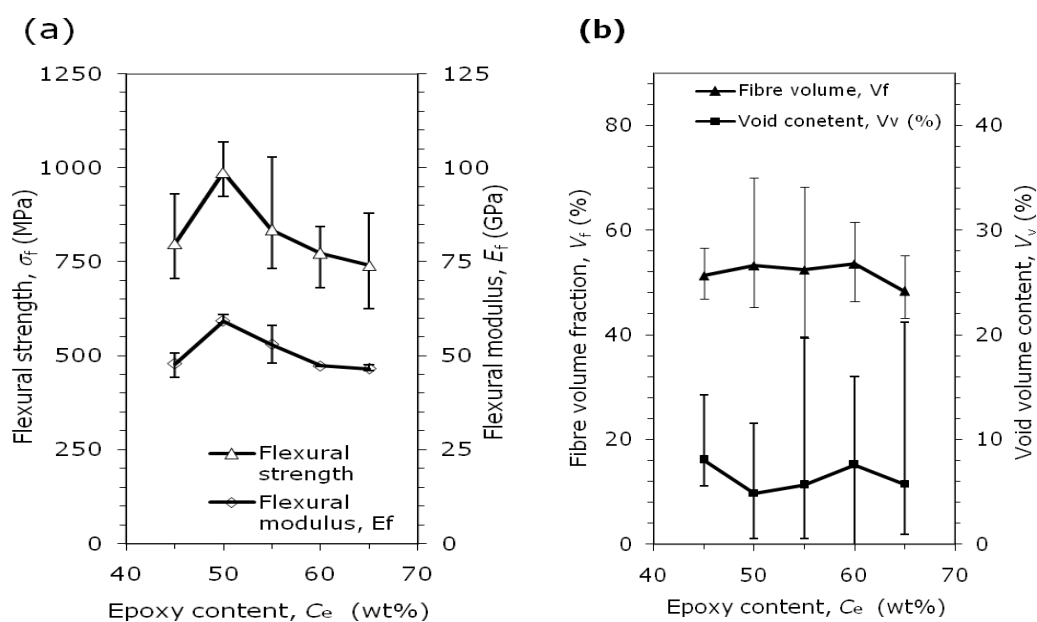 (a)
1250
1000
750
500
250
0
Flexural strength, σf (MPa)
125
100
75
50
25
0
Flexural modulus, Ef (GPa)
Flexural
strength
Flexural
modulus, Ef
40
50
60
70
Epoxy content, Ce (wt%)
(b)
80
60
40
20
0
Fibre volume fraction, Vf (%)
40
30
20
10
0
Void volume content, Vv (%)
Fibre volume, Vf
Void conetent, Vv (%)
40
50
60
70
Epoxy content, Ce (wt%)